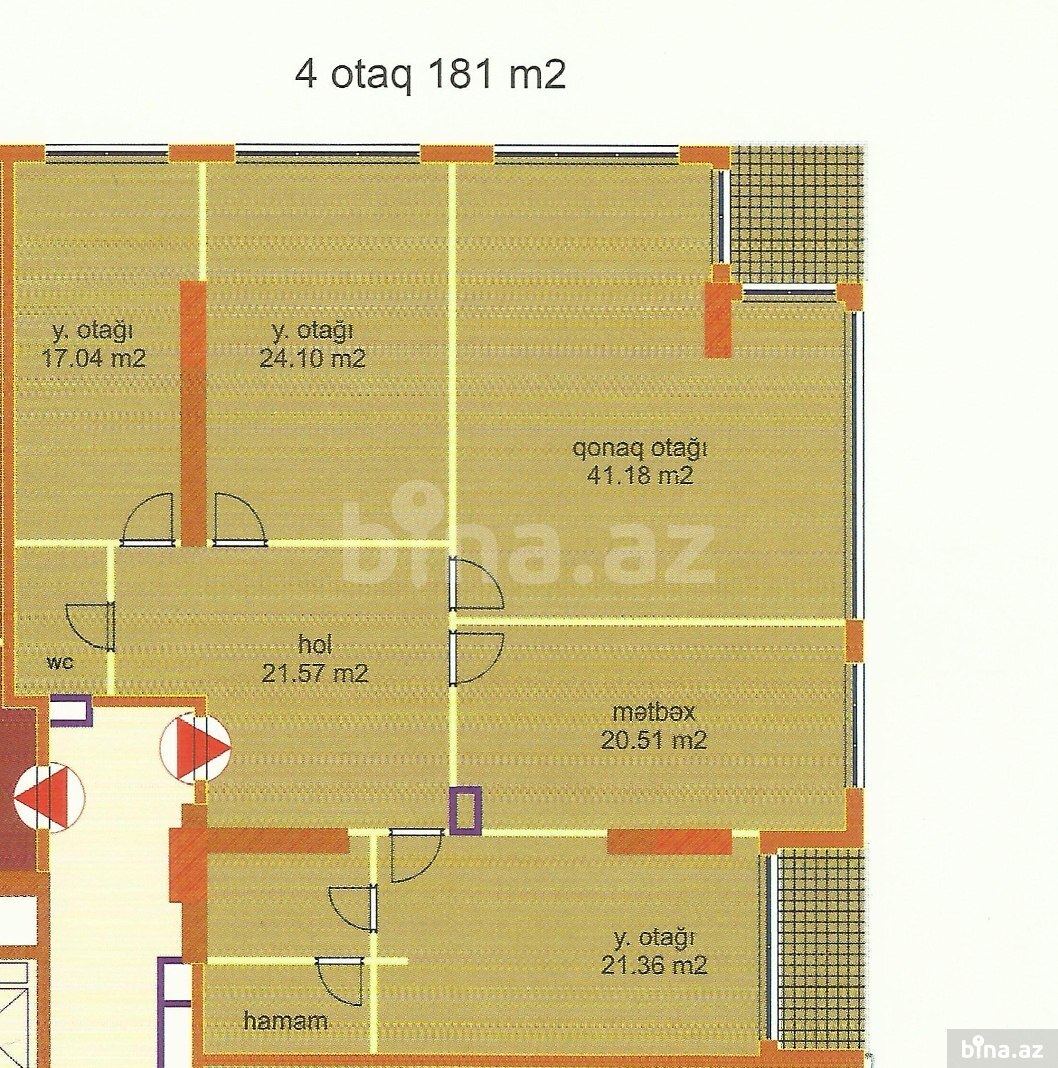 4 otaq 181 m2
y. otağı
17.04 m2
y. otağı
24.10 m2
qonaq otağı
41.18 m2
bina.az
hol
21.57 m2
wc
mətbəx
20.51 m2
y. otağı
21.36 m2
hamam
bina.az